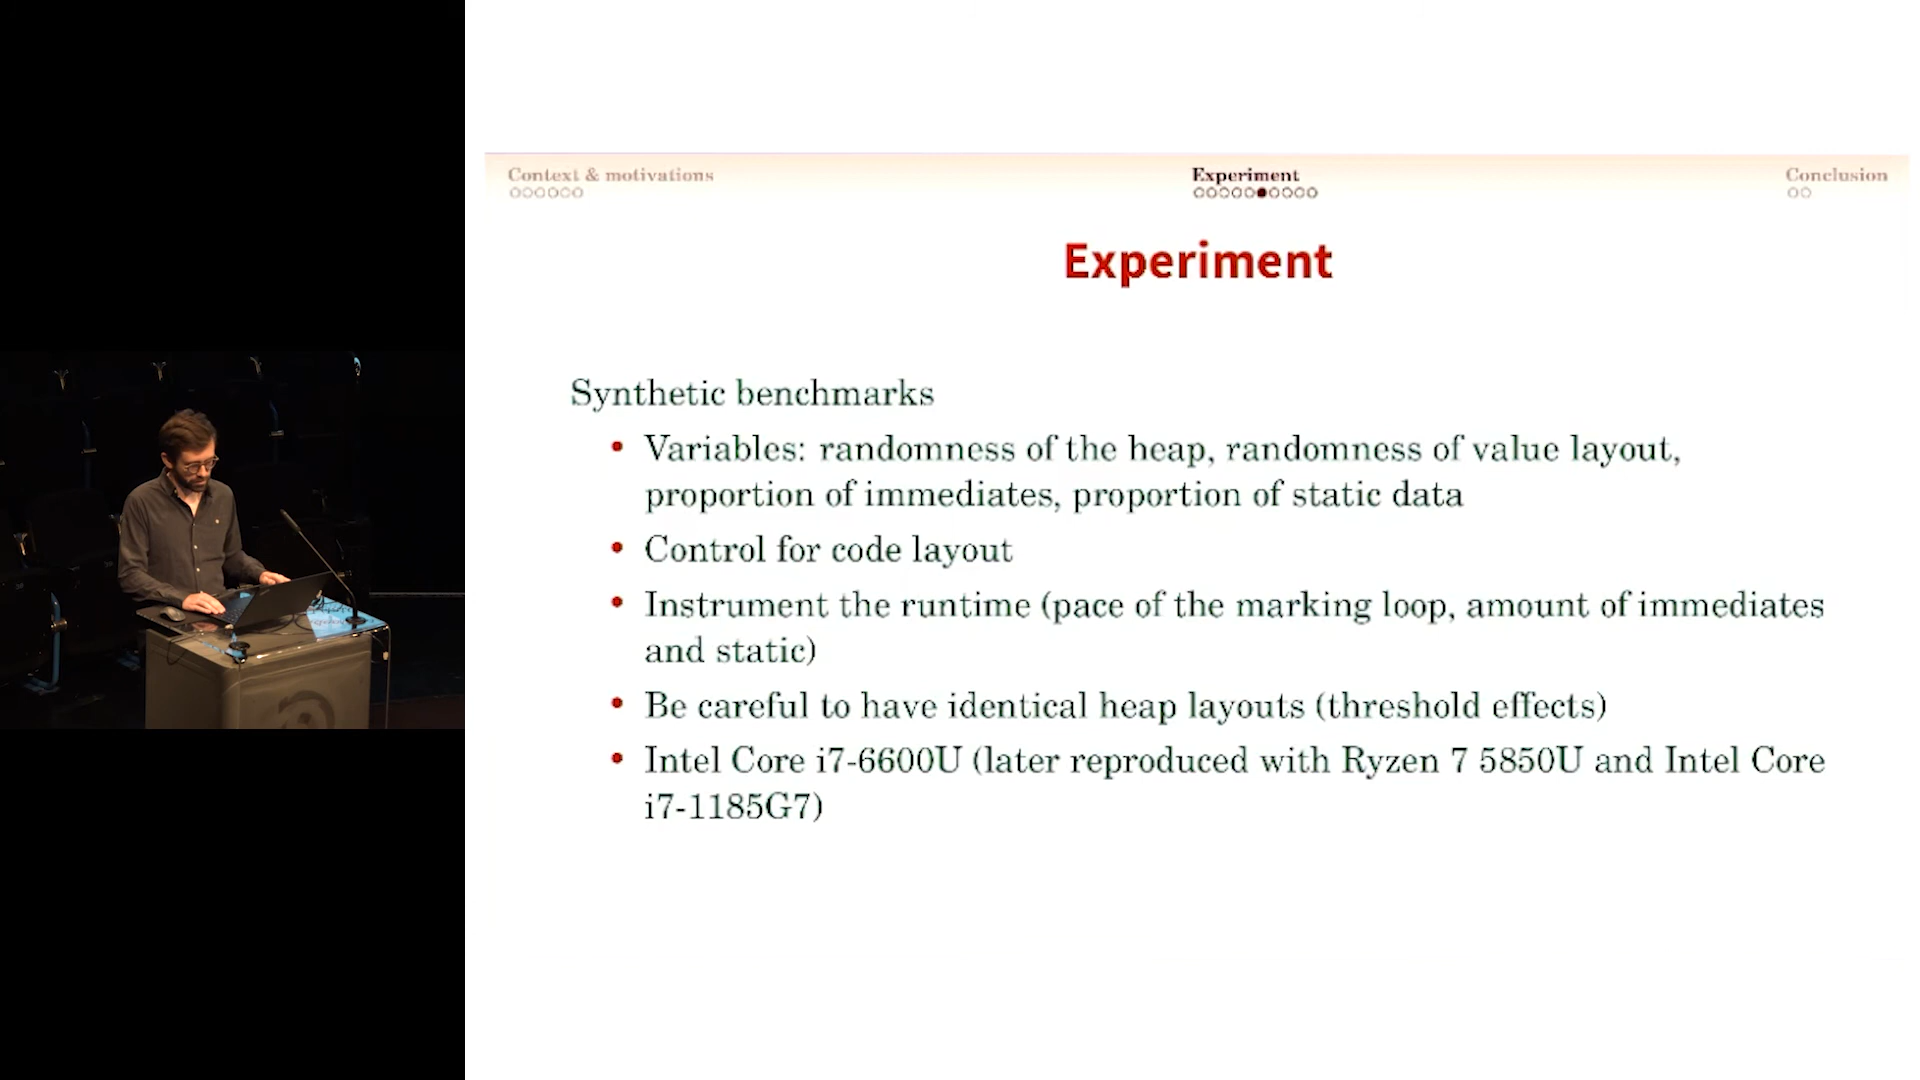 Context & motivations
Experiment
Conclusion
Experiment
Synthetic benchmarks
• Variables: randomness of the heap, randomness of value layout,
proportion of immediates, proportion of static data
• Control for code layout
• Instrument the runtime (pace of the marking loop, amount of immediates
and static)
• Be careful to have identical heap layouts (threshold effects)
• Intel Core i7-6600U (later reproduced with Ryzen 7 5850U and Intel Core
i7-1185G7)